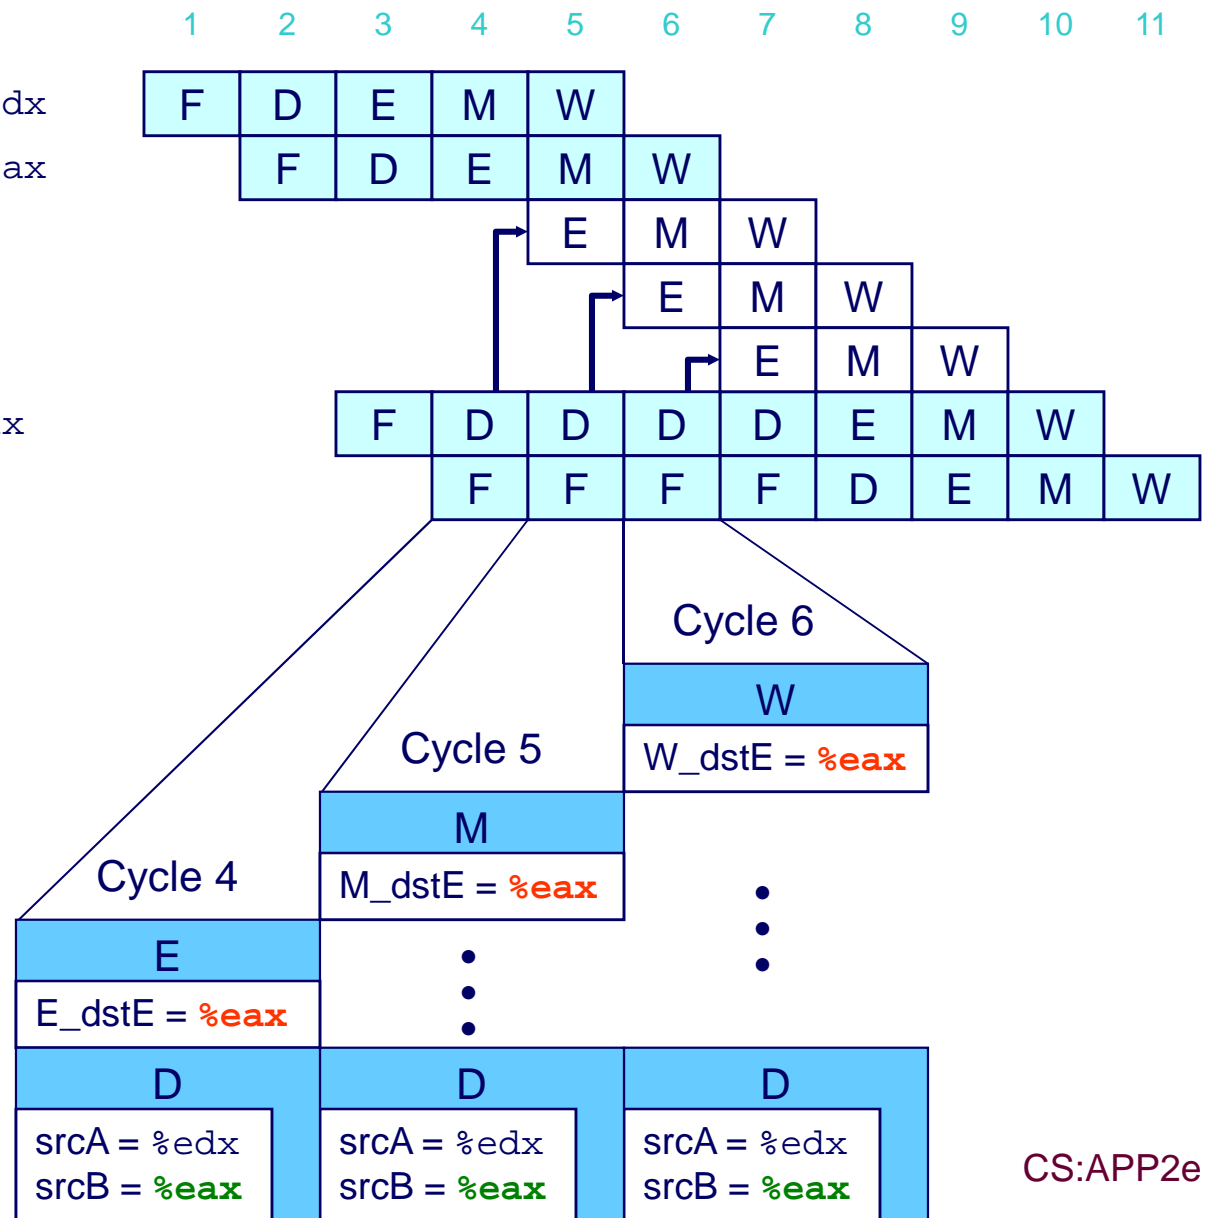 1 2 3 4 5 6 7 8 9 10 11
dx F D E M W
ax F D E M W
E M W
E M W
E M W
x F D D D D E M W
F F F F D E M W
Cycle 6
W
W_dstE = %eax
Cycle 5
M
M_dstE = %eax
Cycle 4
E
E_dstE = %eax
D D D
srcA = %edx srcA = %edx srcA = %edx
srcB = %eax srcB = %eax srcB = %eax
CS:APP2e